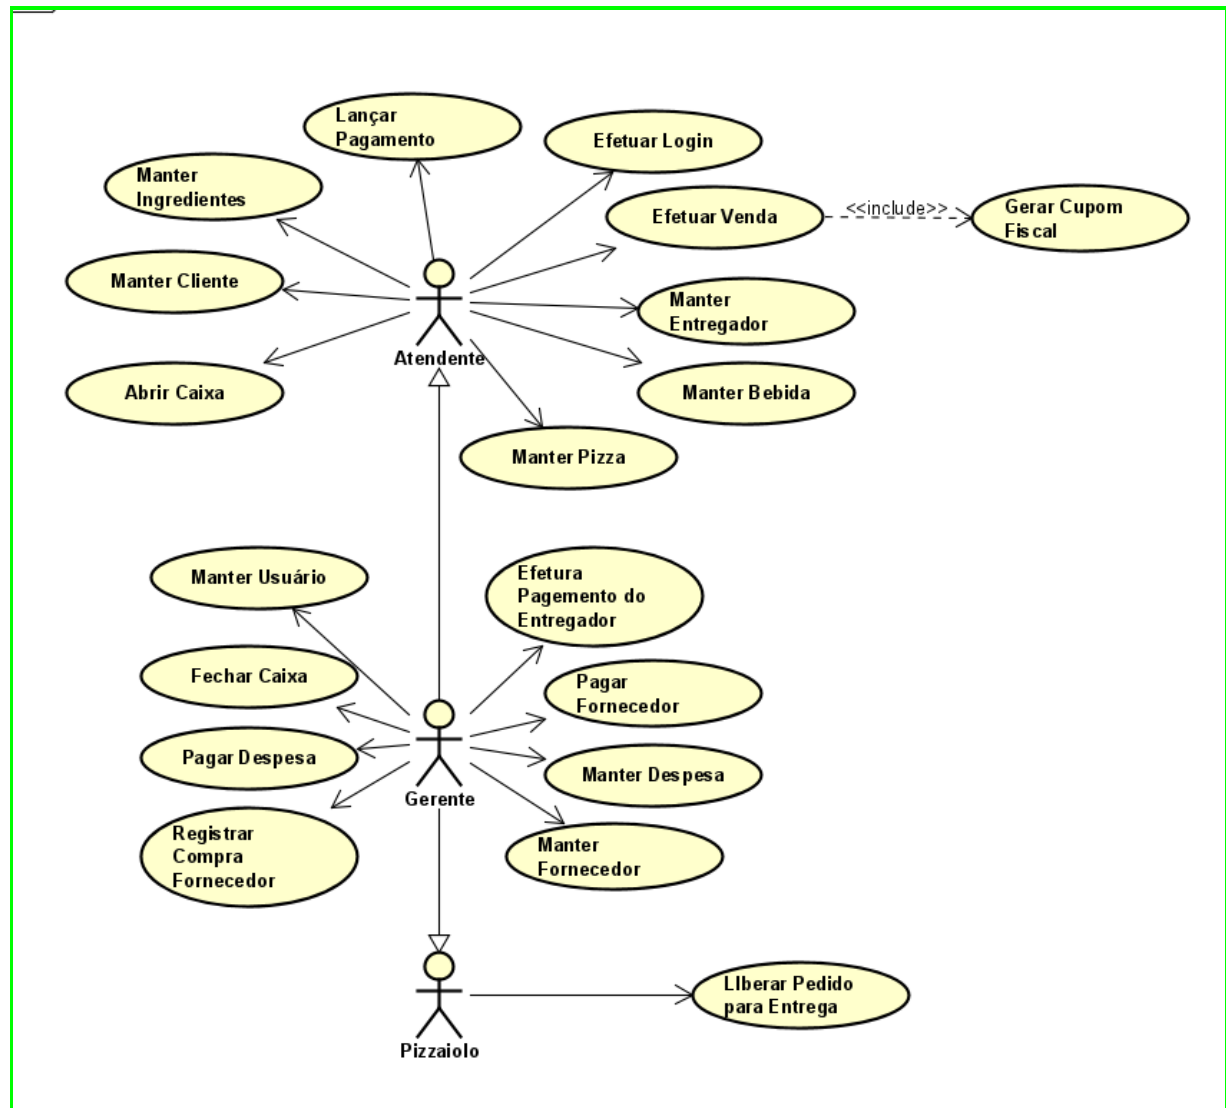 Lançar
Pagamento
Efetuar Login
Manter
Ingredientes
Efetuar Venda
<<include>>
Gerar Cupom
Fiscal
Manter Cliente
Manter
Entregador
Atendente
Abrir Caixa
Manter Bebida
Manter Pizza
Manter Usuário
Efetura
Pagemento do
Entregador
Fechar Caixa
Pagar
Fornecedor
Pagar Despesa
Manter Despesa
Gerente
Registrar
Compra
Fornecedor
Manter
Fornecedor
LIberar Pedido
para Entrega
Pizzaiolo